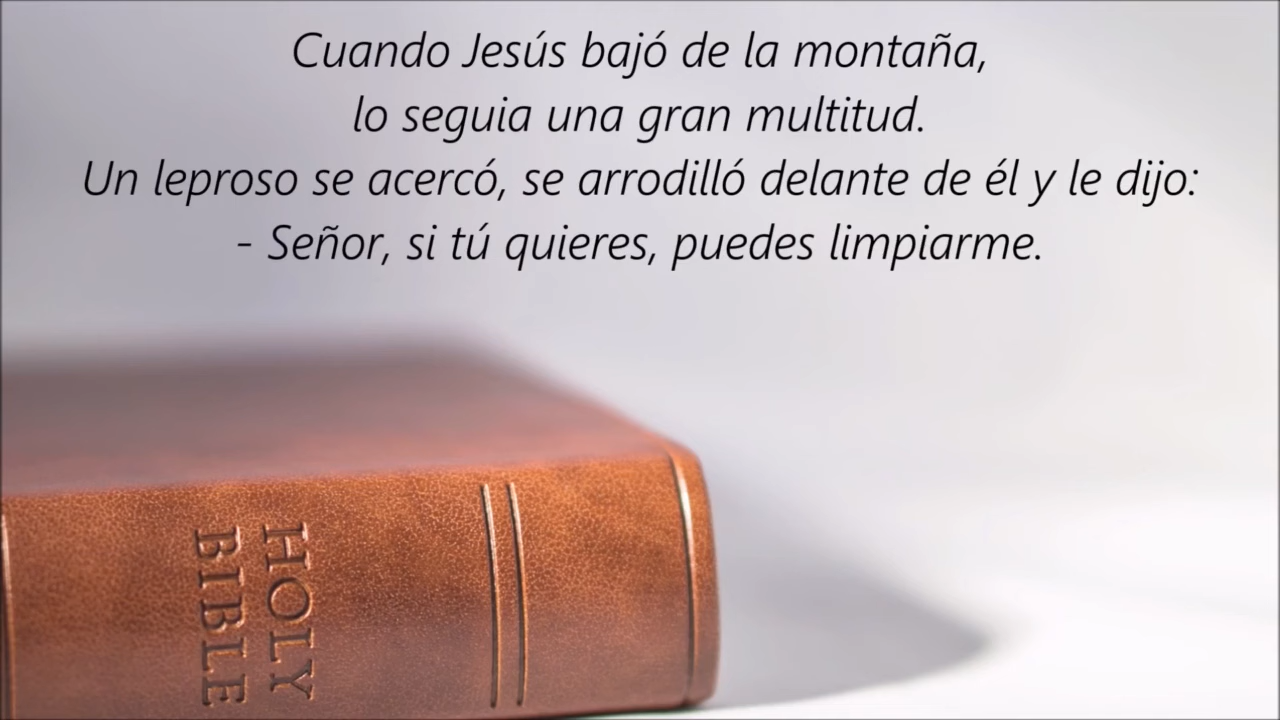 Cuando Jesús bajó de la montaña,
lo seguia una gran multitud.
Un leproso se acercó, se arrodilló delante de él y le dijo:
- Señor, si tú quieres, puedes limpiarme.
HOLY
BIBLE